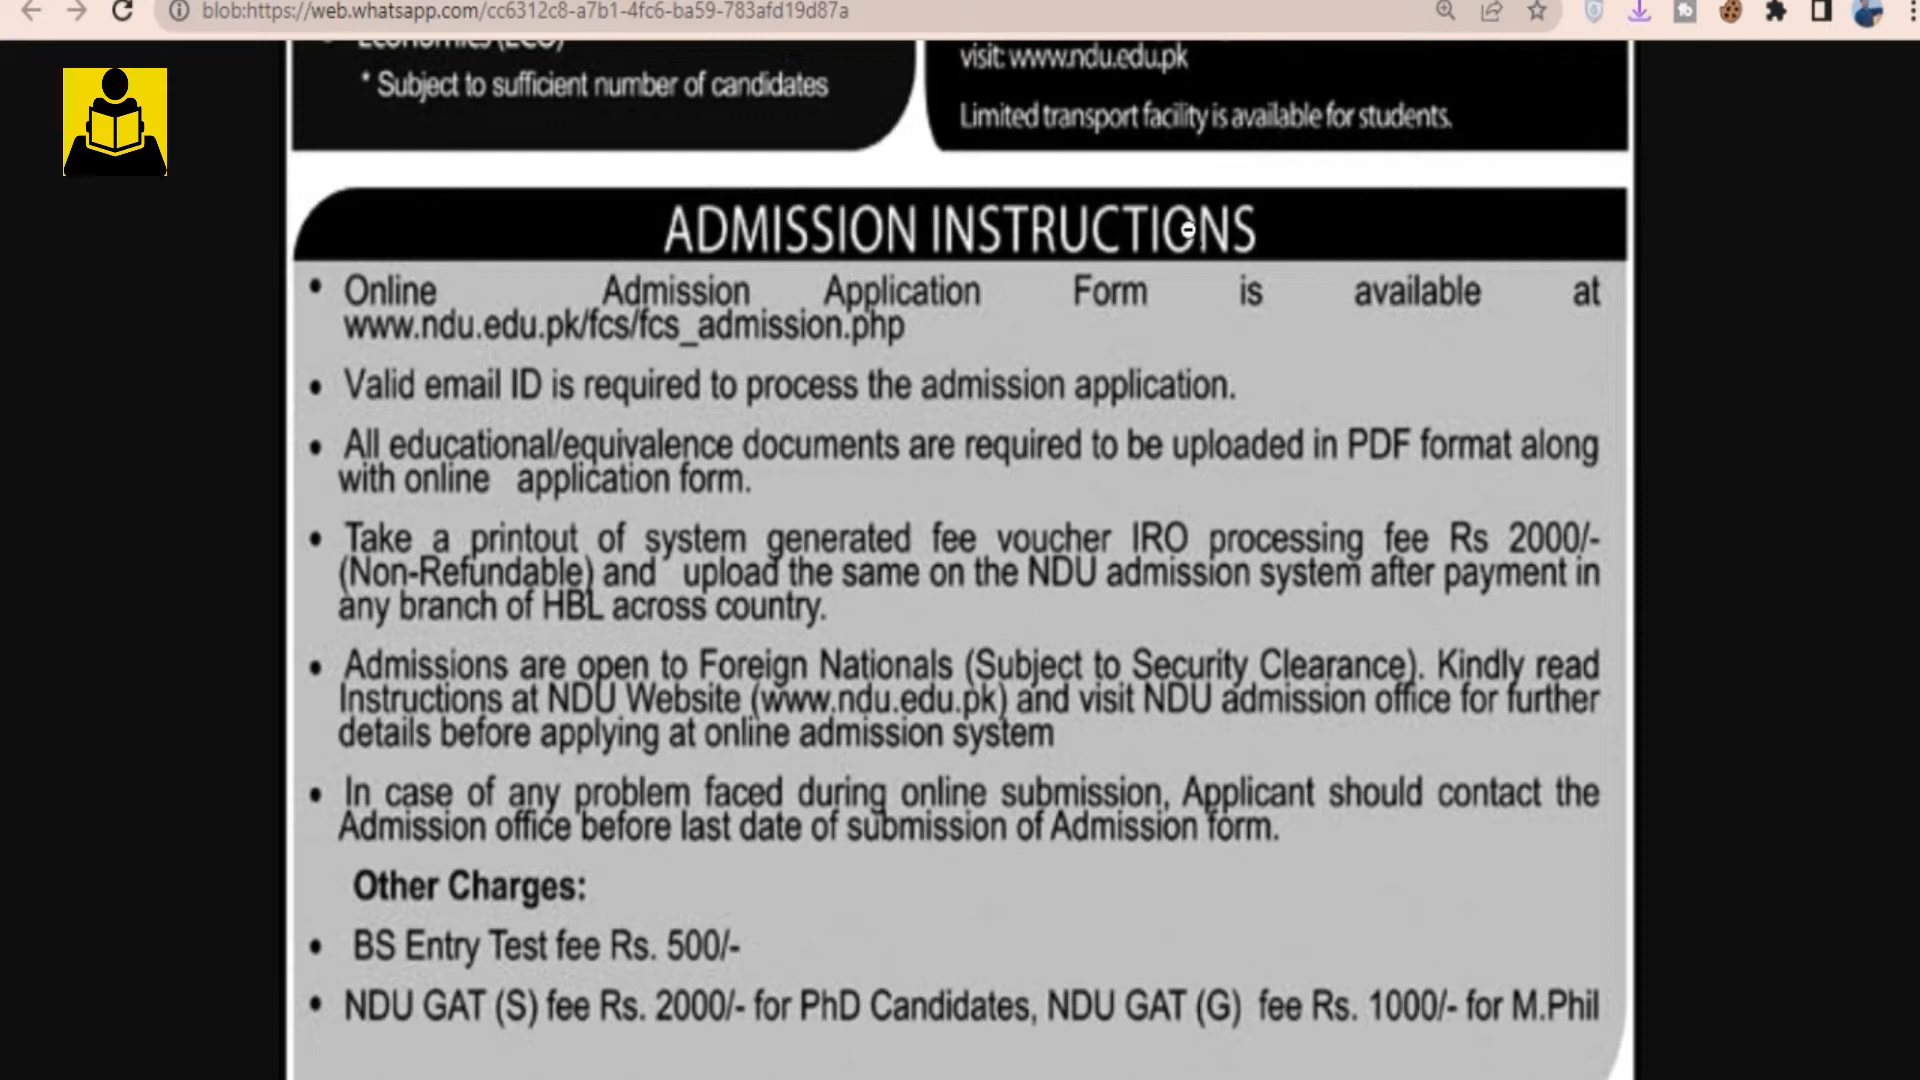 blob:https://web.whatsapp.com/cc6312c8-a7b1-4fc6-ba59-783afd19d87a
Economics (ECO)
* Subject to sufficient number of candidates
visit: www.ndu.edu.pk
Limited transport facility is available for students.
ADMISSION INSTRUCTIONS
• Online Admission Application Form is available at
www.ndu.edu.pk/fcs/fcs_admission.php
• Valid email ID is required to process the admission application.
• All educational/equivalence documents are required to be uploaded in PDF format along
with online application form.
• Take a printout of system generated fee voucher IRO processing fee Rs 2000/-
(Non-Refundable) and upload the same on the NDU admission system after payment in
any branch of HBL across country.
• Admissions are open to Foreign Nationals (Subject to Security Clearance). Kindly read
Instructions at NDU Website (www.ndu.edu.pk) and visit NDU admission office for further
details before applying at online admission system
• In case of any problem faced during online submission, Applicant should contact the
Admission office before last date of submission of Admission form.
Other Charges:
• BS Entry Test fee Rs. 500/-
• NDU GAT (S) fee Rs. 2000/- for PhD Candidates, NDU GAT (G) fee Rs. 1000/- for M.Phil